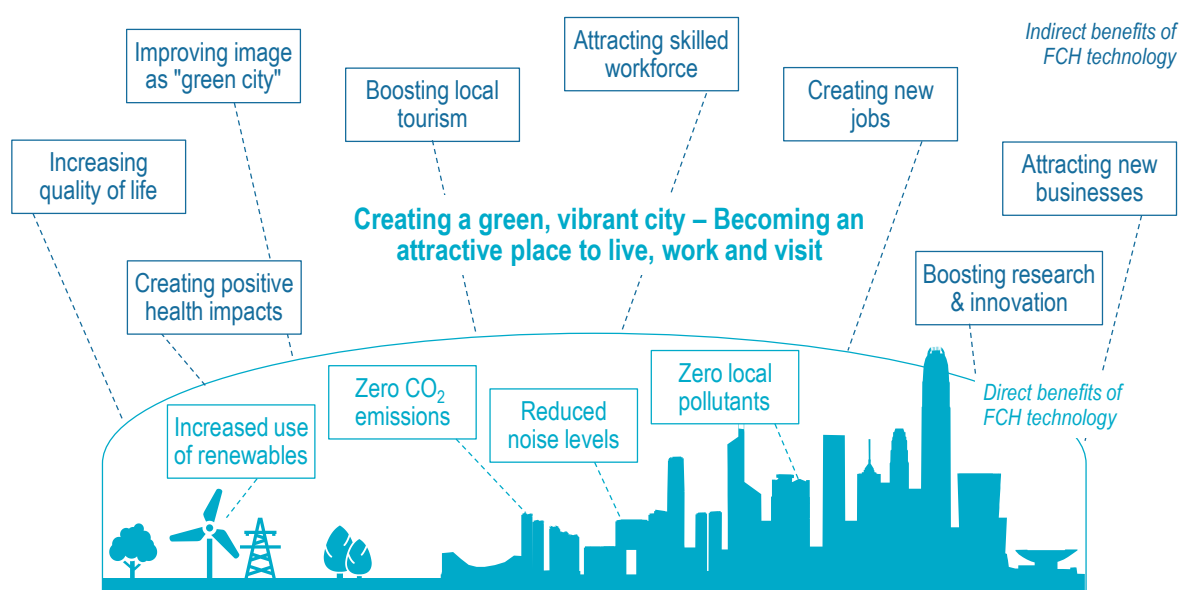 Indirect benefits of
FCH technology
Improving image
as "green city"
Boosting local
tourism
Attracting skilled
workforce
Creating new
jobs
Increasing
quality of life
Attracting new
businesses
Creating a green, vibrant city – Becoming an
attractive place to live, work and visit
Creating positive
health impacts
Boosting research
& innovation
Zero CO₂
emissions
Reduced
noise levels
Zero local
pollutants
Direct benefits of
FCH technology
Increased use
of renewables